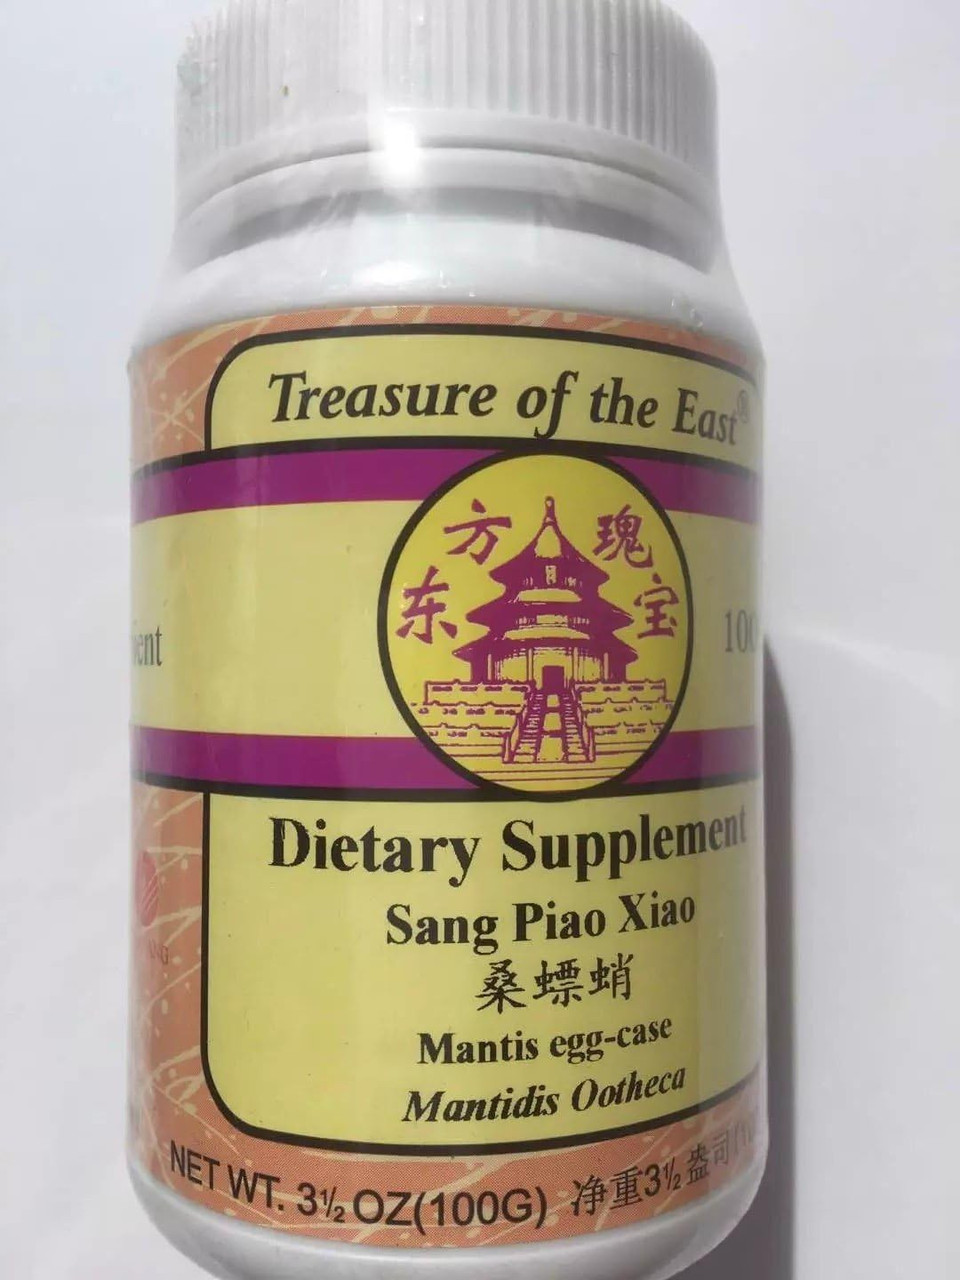 Treasure of the East®
东方瑰宝
100
Dietary Supplement
Sang Piao Xiao
桑螵蛸
Mantis egg-case
Mantidis Ootheca
NET WT. 3½ OZ(100G) 净重3½ 盎司